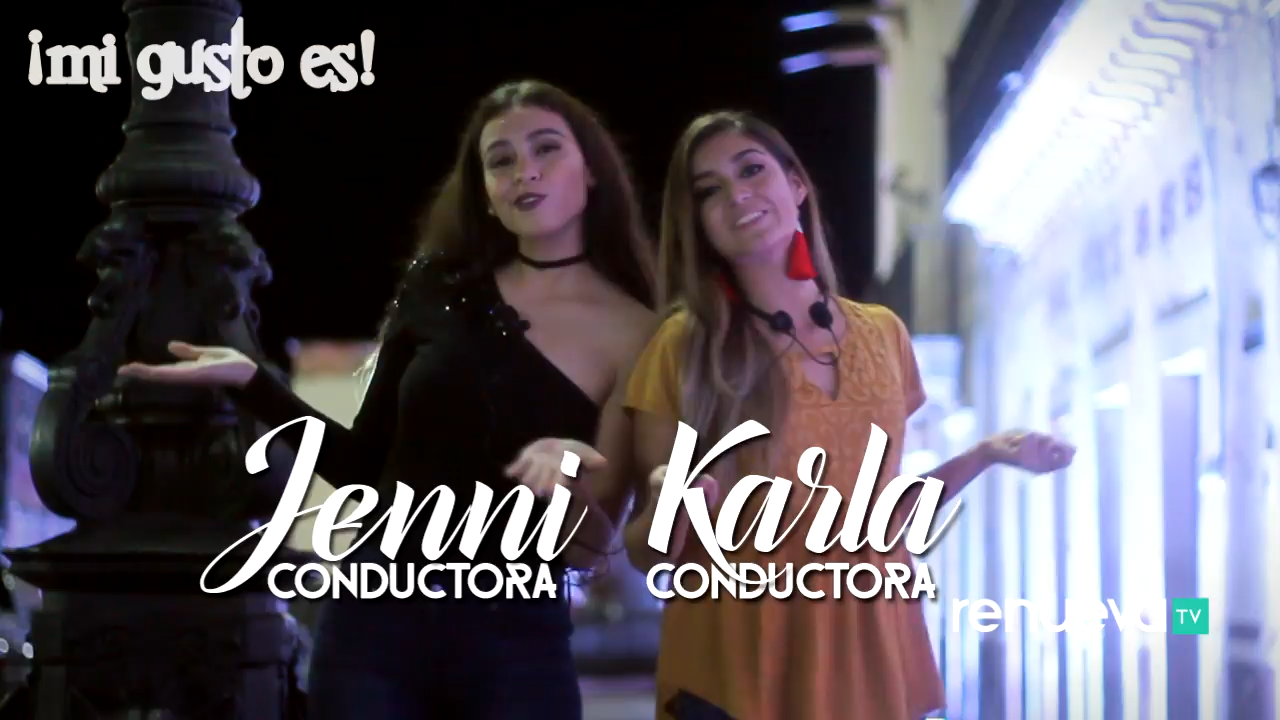 ¡mi gusto es!
Jenni
CONDUCTORA
Karla
CONDUCTORA
renueva TV